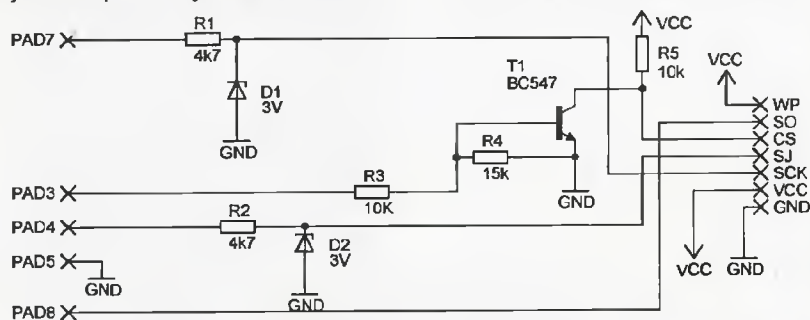 PAD7
R1
4k7
D1
3V
GND
T1
BC547
VCC
R5
10k
VCC
WP
SO
CS
SJ
SCK
VCC
GND
R4
15k
GND
PAD3
R3
10K
PAD4
R2
4k7
D2
3V
GND
PAD5
GND
VCC
GND
PAD8